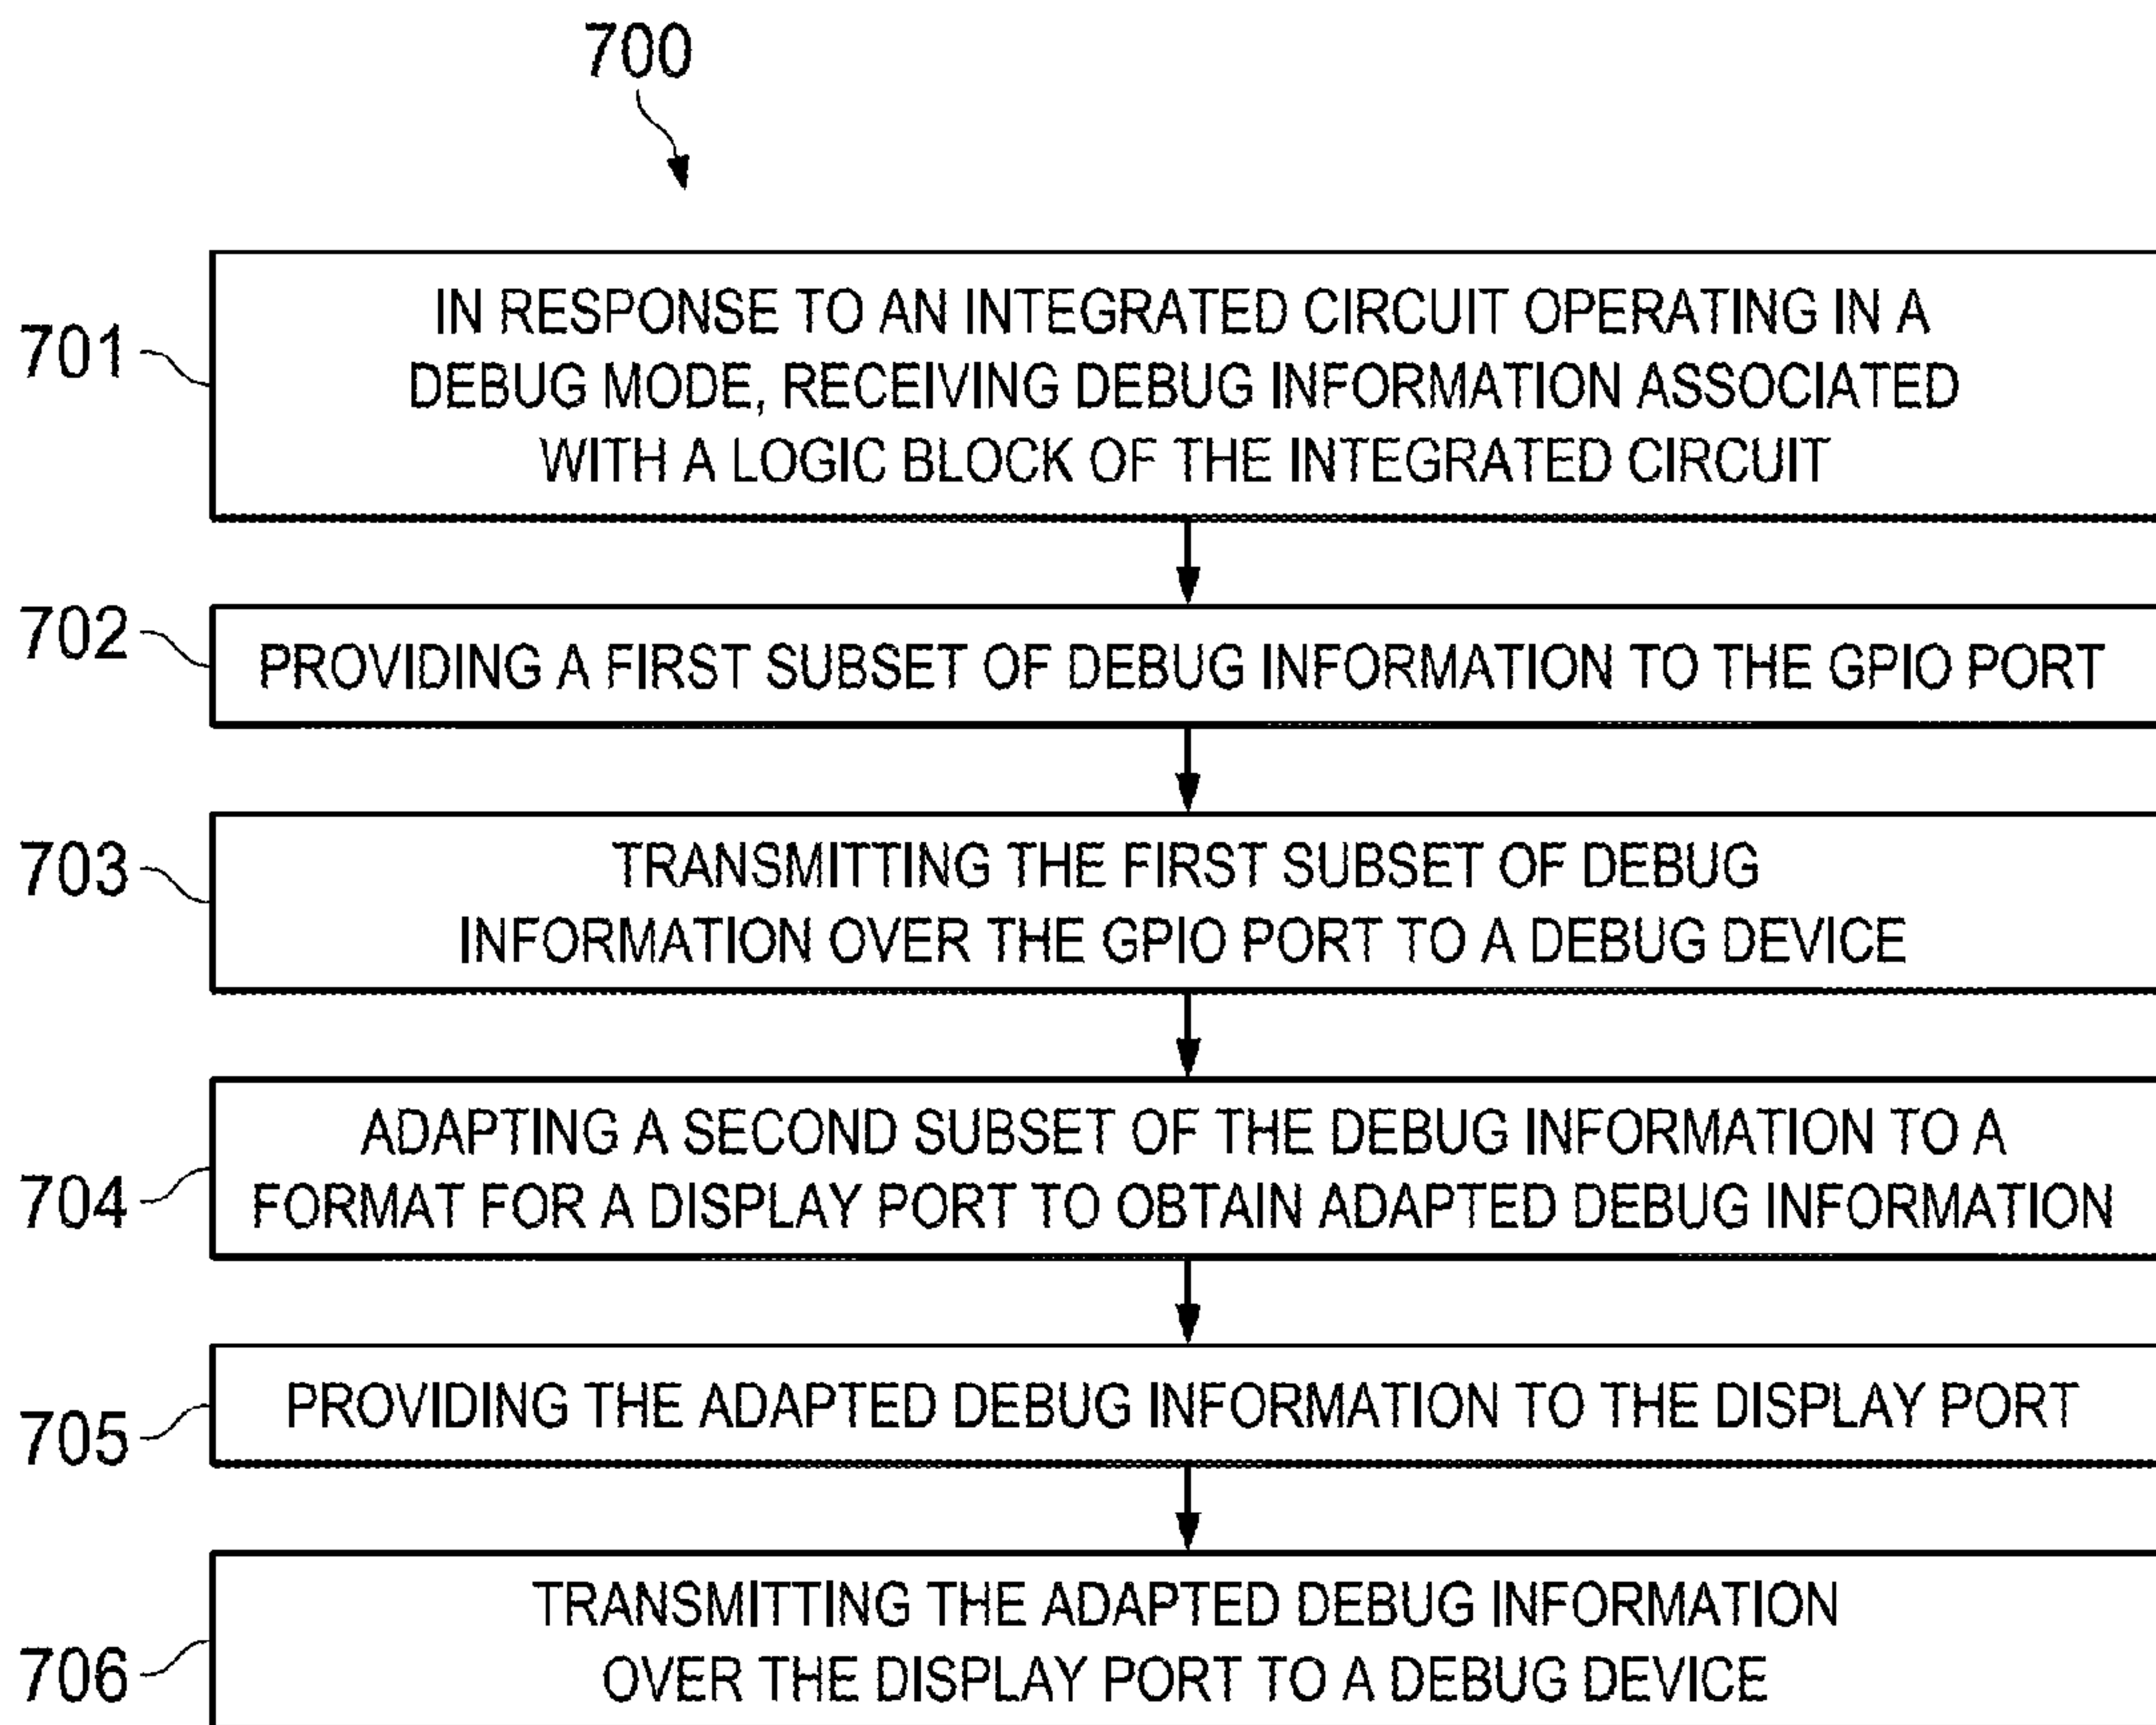 700
701
IN RESPONSE TO AN INTEGRATED CIRCUIT OPERATING IN A
DEBUG MODE, RECEIVING DEBUG INFORMATION ASSOCIATED
WITH A LOGIC BLOCK OF THE INTEGRATED CIRCUIT
702
PROVIDING A FIRST SUBSET OF DEBUG INFORMATION TO THE GPIO PORT
703
TRANSMITTING THE FIRST SUBSET OF DEBUG
INFORMATION OVER THE GPIO PORT TO A DEBUG DEVICE
704
ADAPTING A SECOND SUBSET OF THE DEBUG INFORMATION TO A
FORMAT FOR A DISPLAY PORT TO OBTAIN ADAPTED DEBUG INFORMATION
705
PROVIDING THE ADAPTED DEBUG INFORMATION TO THE DISPLAY PORT
706
TRANSMITTING THE ADAPTED DEBUG INFORMATION
OVER THE DISPLAY PORT TO A DEBUG DEVICE